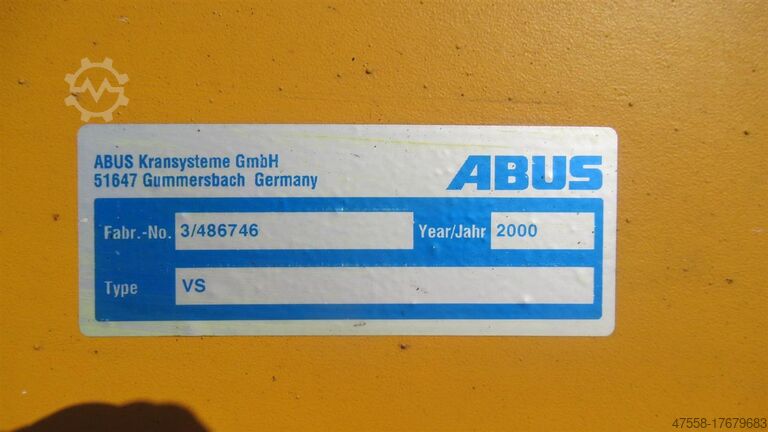 ABUS Kransysteme GmbH
51647 Gummersbach Germany
ABUS
Fabr.-No. 3/486746 Year/Jahr 2000
Type VS
47558-17679683